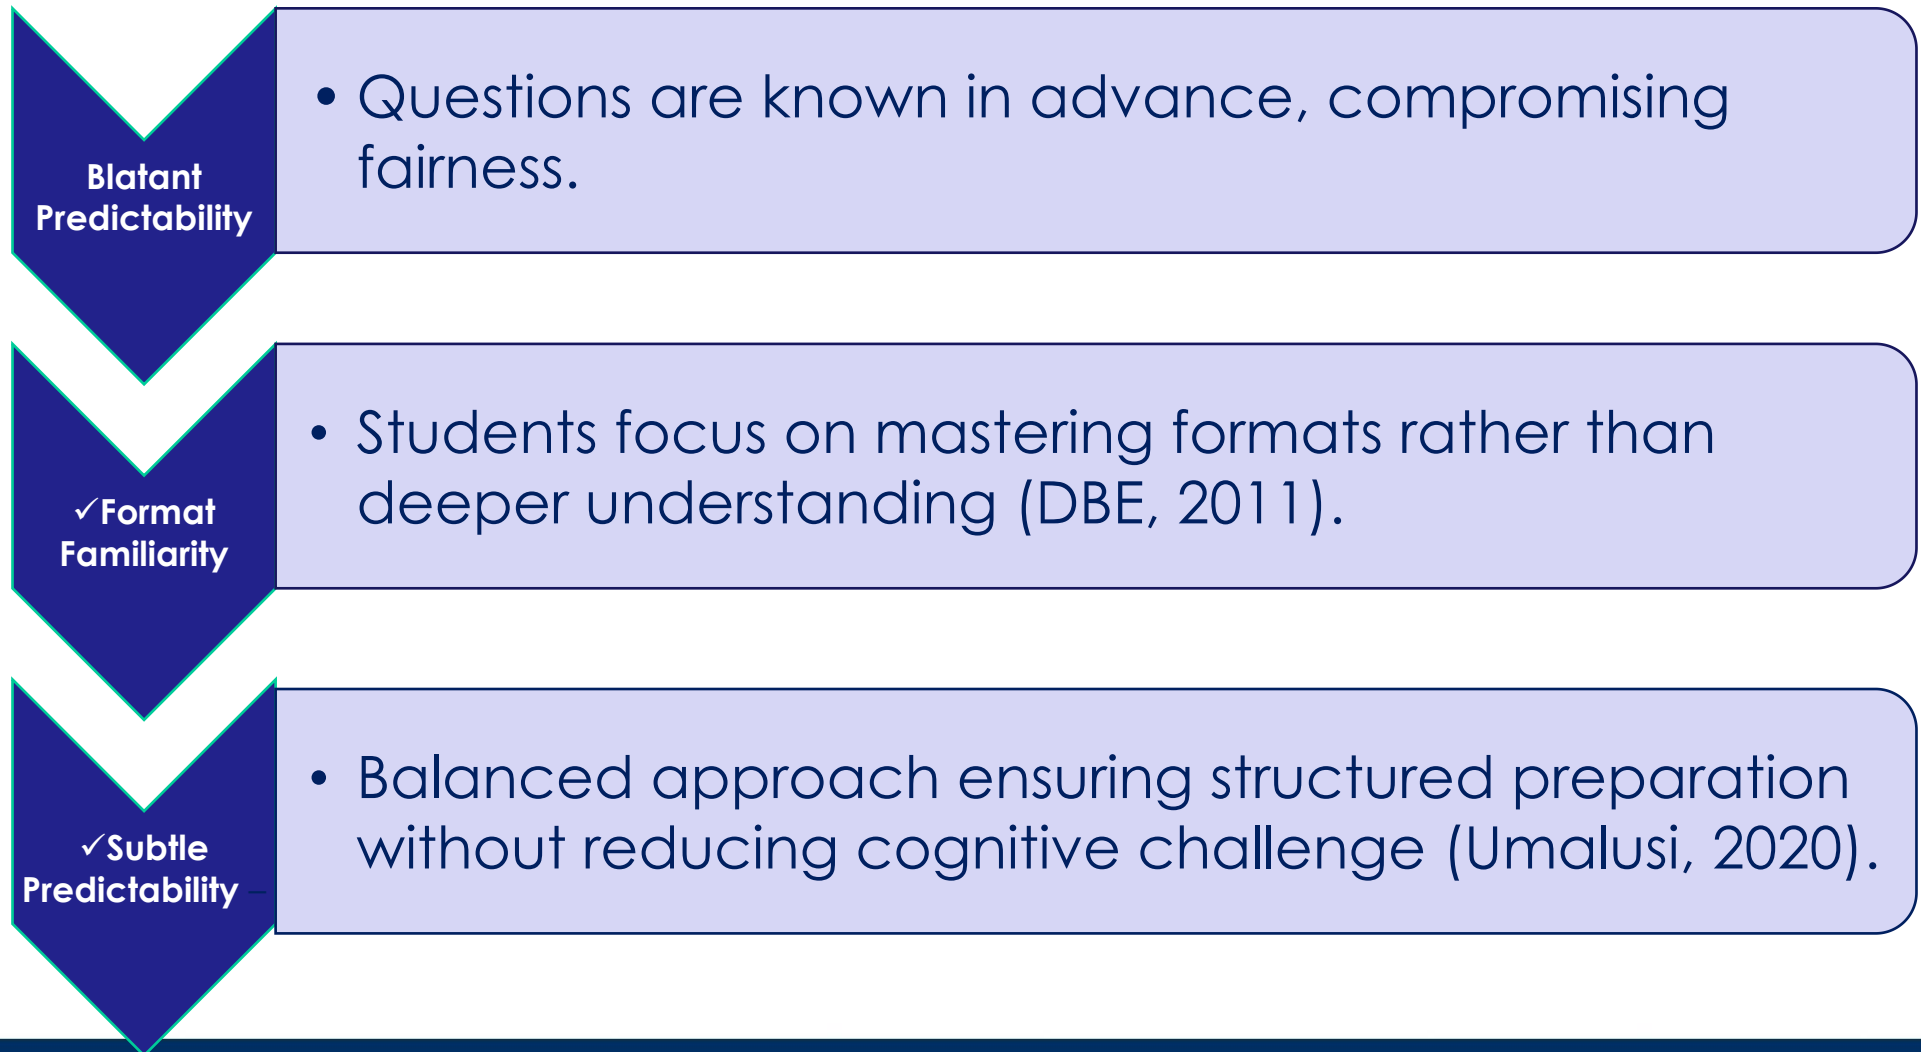 Blatant
Predictability
• Questions are known in advance, compromising
fairness.
✓Format
Familiarity
• Students focus on mastering formats rather than
deeper understanding (DBE, 2011).
✓Subtle
Predictability –
• Balanced approach ensuring structured preparation
without reducing cognitive challenge (Umalusi, 2020).